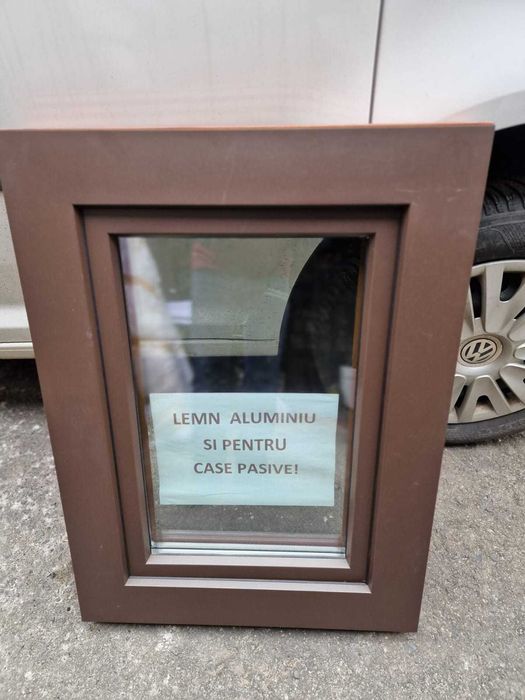 LEMN ALUMINIU
SI PENTRU
CASE PASIVE!